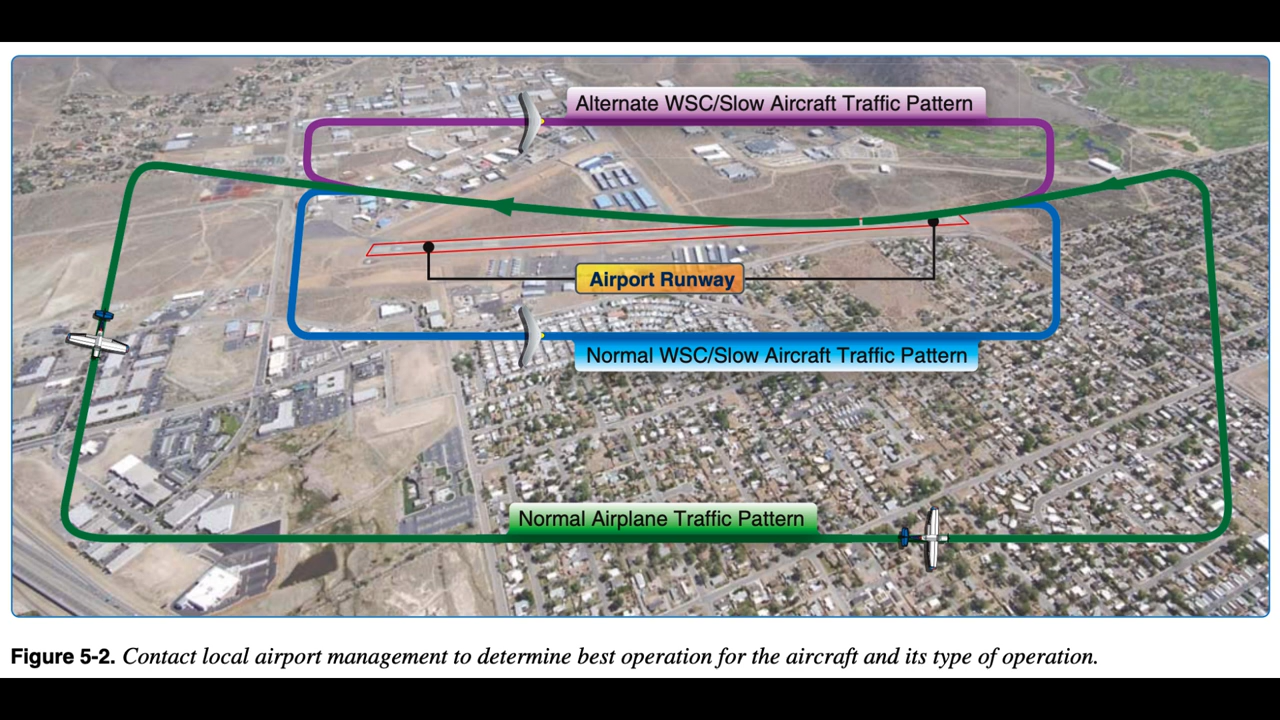 Alternate WSC/Slow Aircraft Traffic Pattern
Airport Runway
Normal WSC/Slow Aircraft Traffic Pattern
Normal Airplane Traffic Pattern
Figure 5-2. Contact local airport management to determine best operation for the aircraft and its type of operation.